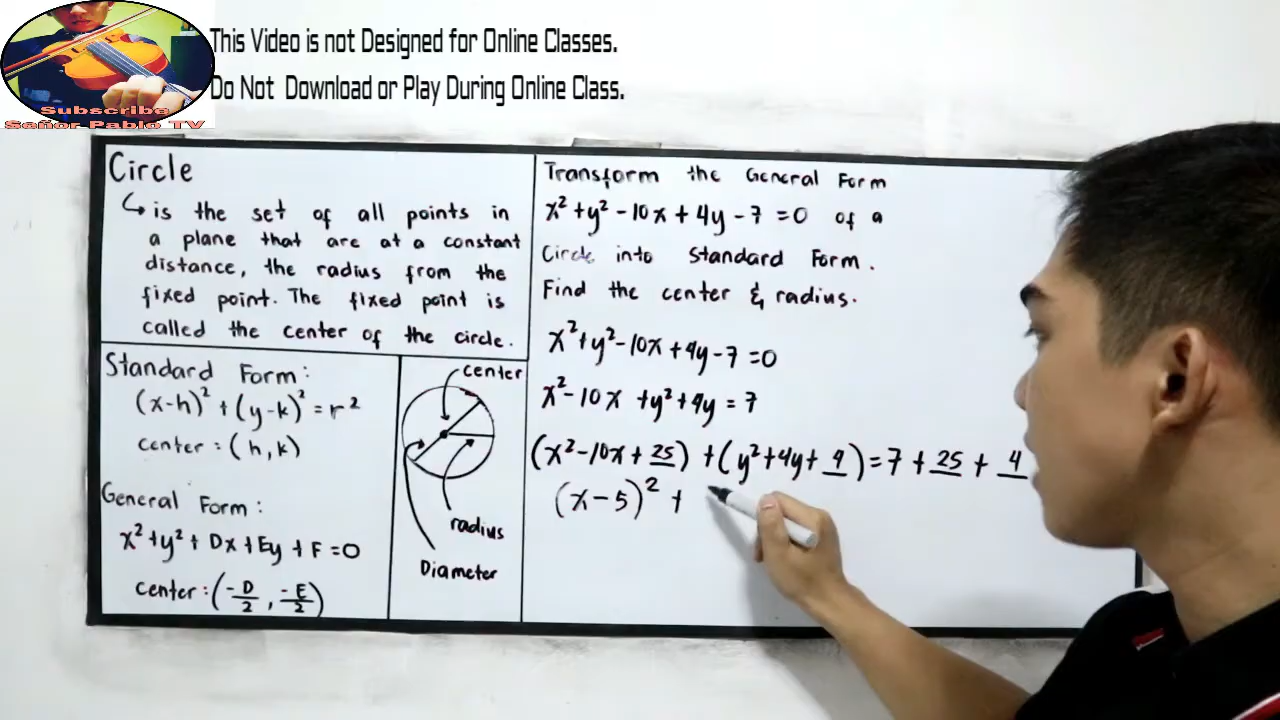 This Video is not Designed for Online Classes.
Do Not Download or Play During Online Class.
Subscribe
Señor Pablo TV
Circle
↳ is the set of all points in
a plane that are at a constant
distance, the radius from the
fixed point. The fixed point is
called the center of the circle.
Standard Form:
(x-h)² + (y-k)² = r²
center: (h, k)
General Form:
x² + y² + Dx + Ey + F = 0
center: (-D/2, -E/2)
center
radius
Diameter
Transform the General Form
x² + y² - 10x + 4y - 7 = 0 of a
Circle into Standard Form.
Find the center & radius.
x² + y² - 10x + 4y - 7 = 0
x² - 10x + y² + 4y = 7
(x² - 10x + 25) + (y² + 4y + 4) = 7 + 25 + 4
(x - 5)² +